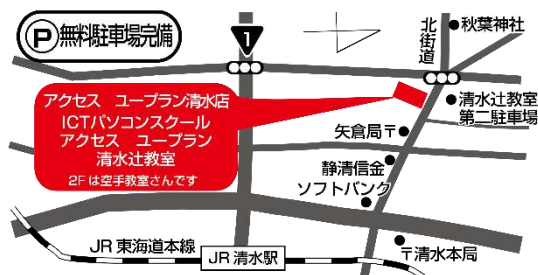 P無料駐車場完備
1
北街道
秋葉神社
アクセス ユープラン清水店
ICTパソコンスクール
アクセス ユープラン
清水辻教室
2Fは空手教室さんです
清水辻教室
第二駐車場
矢倉局〒
静清信金
ソフトバンク
JR東海道本線
JR清水駅
〒清水本局